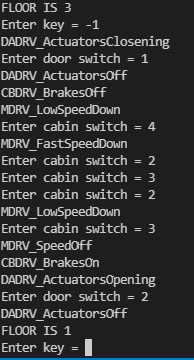 FLOOR IS 3
Enter key = -1
DADRV_ActuatorsClosening
Enter door switch = 1
DADRV_ActuatorsOff
CBDRV_BrakesOff
MDRV_LowSpeedDown
Enter cabin switch = 4
MDRV_FastSpeedDown
Enter cabin switch = 2
Enter cabin switch = 3
Enter cabin switch = 2
MDRV_LowSpeedDown
Enter cabin switch = 3
MDRV_SpeedOff
CBDRV_BrakesOn
DADRV_ActuatorsOpening
Enter door switch = 2
DADRV_ActuatorsOff
FLOOR IS 1
Enter key =